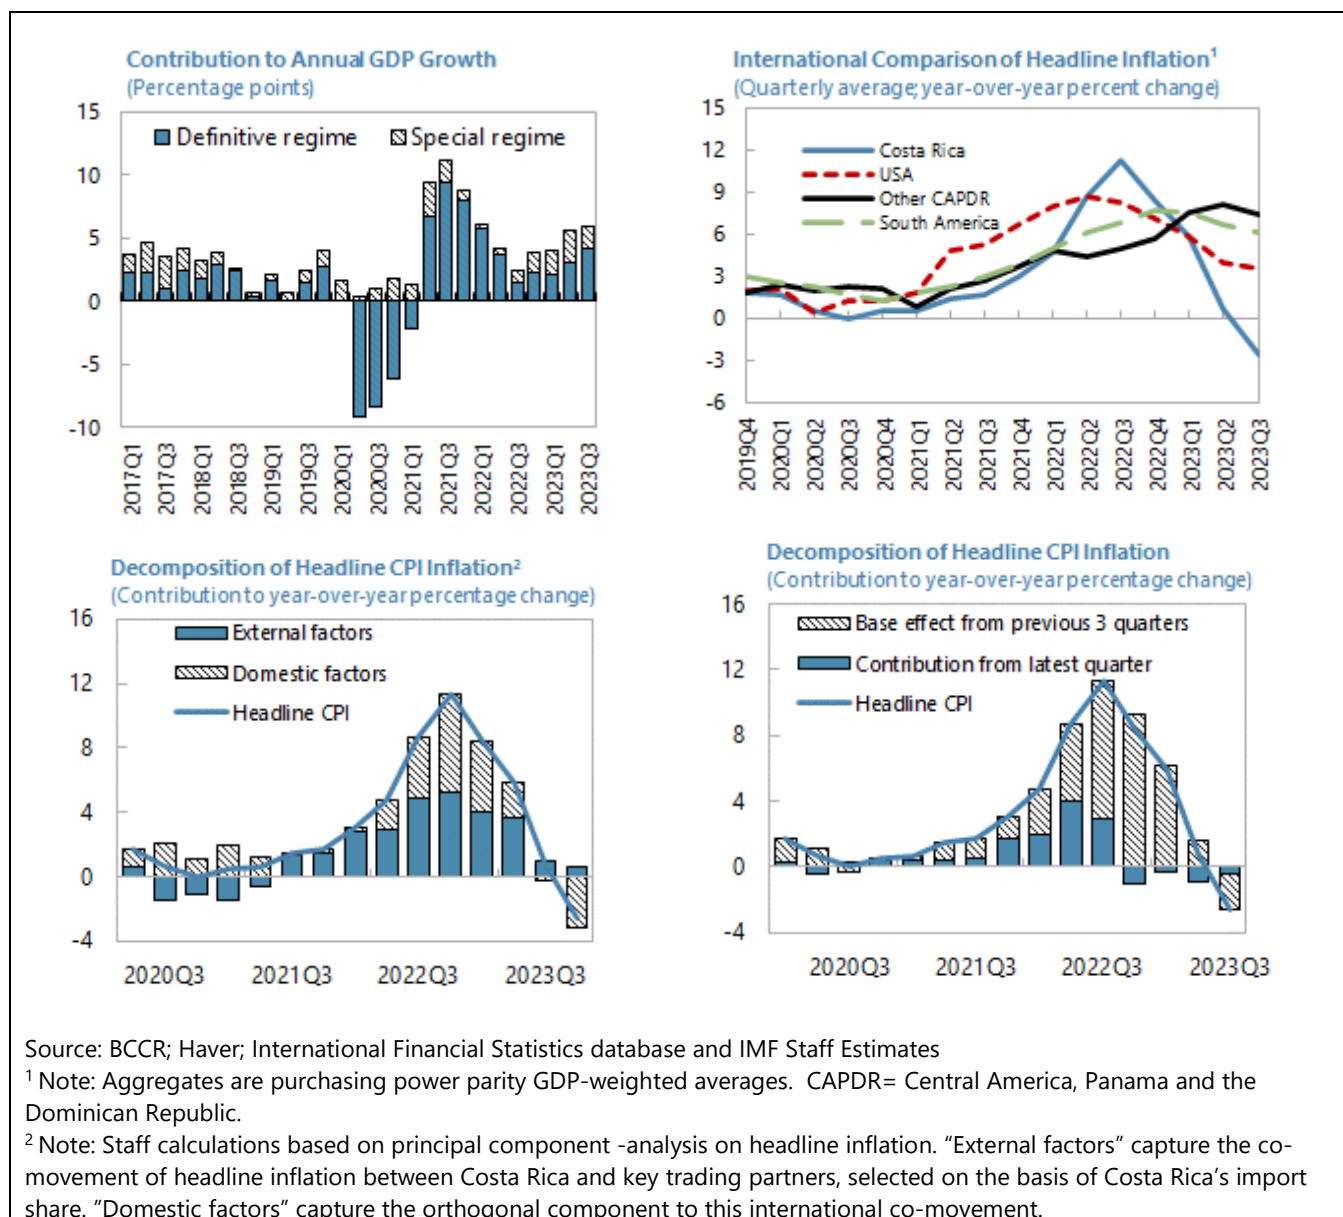 Contribution to Annual GDP Growth
(Percentage points)
15
10
5
0
-5
-10
Definitive regime
Special regime
2017Q1
2017Q3
2018Q1
2018Q3
2019Q1
2019Q3
2020Q1
2020Q3
2021Q1
2021Q3
2022Q1
2022Q3
2023Q1
2023Q3
International Comparison of Headline Inflation¹
(Quarterly average; year-over-year percent change)
15
12
9
6
3
0
-3
-6
Costa Rica
USA
Other CAPDR
South America
2019Q4
2020Q1
2020Q2
2020Q3
2020Q4
2021Q1
2021Q2
2021Q3
2021Q4
2022Q1
2022Q2
2022Q3
2022Q4
2023Q1
2023Q2
2023Q3
Decomposition of Headline CPI Inflation²
(Contribution to year-over-year percentage change)
16
12
8
4
0
-4
External factors
Domestic factors
Headline CPI
2020Q3
2021Q3
2022Q3
2023Q3
Decomposition of Headline CPI Inflation
(Contribution to year-over-year percentage change)
16
12
8
4
0
-4
Base effect from previous 3 quarters
Contribution from latest quarter
Headline CPI
2020Q3
2021Q3
2022Q3
2023Q3
Source: BCCR; Haver; International Financial Statistics database and IMF Staff Estimates
¹ Note: Aggregates are purchasing power parity GDP-weighted averages.  CAPDR= Central America, Panama and the
Dominican Republic.
² Note: Staff calculations based on principal component -analysis on headline inflation. “External factors” capture the co-
movement of headline inflation between Costa Rica and key trading partners, selected on the basis of Costa Rica’s import
share. “Domestic factors” capture the orthogonal component to this international co-movement.